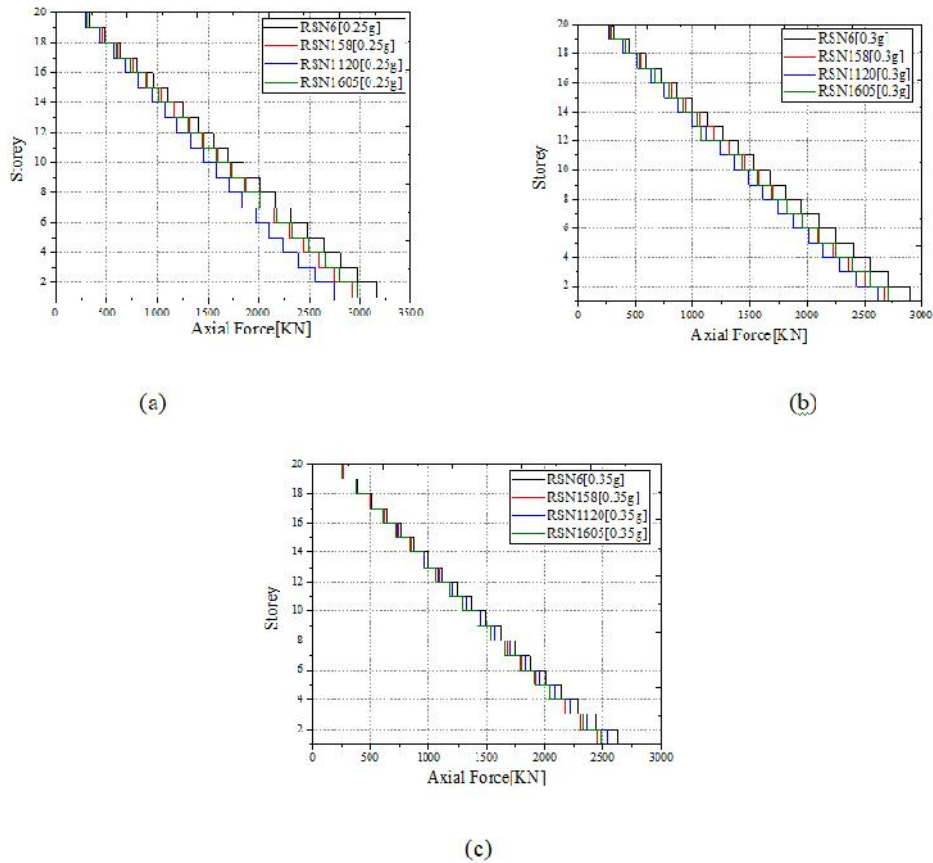 RSN6[0.25g]
RSN158[0.25g]
RSN1120[0.25g]
RSN1605[0.25g]
20
18
16
14
12
10
8
6
4
2
Storey
0 500 1000 1500 2000 2500 3000 3500
Axial Force[KN]
(a)
RSN6[0.3g]
RSN158[0.3g]
RSN1120[0.3g]
RSN1605[0.3g]
20
18
16
14
12
10
8
6
4
2
Storey
0 500 1000 1500 2000 2500 3000
Axial Force[KN]
(b)
RSN6[0.35g]
RSN158[0.35g]
RSN1120[0.35g]
RSN1605[0.35g]
20
18
16
14
12
10
8
6
4
2
Storey
0 500 1000 1500 2000 2500 3000
Axial Force[KN]
(c)